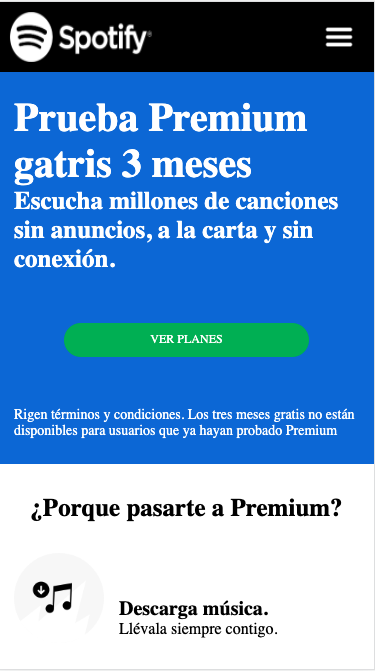 Spotify®
Prueba Premium
gatris 3 meses
Escucha millones de canciones
sin anuncios, a la carta y sin
conexión.
VER PLANES
Rigen términos y condiciones. Los tres meses gratis no están
disponibles para usuarios que ya hayan probado Premium
¿Porque pasarte a Premium?
Descarga música.
Llévala siempre contigo.